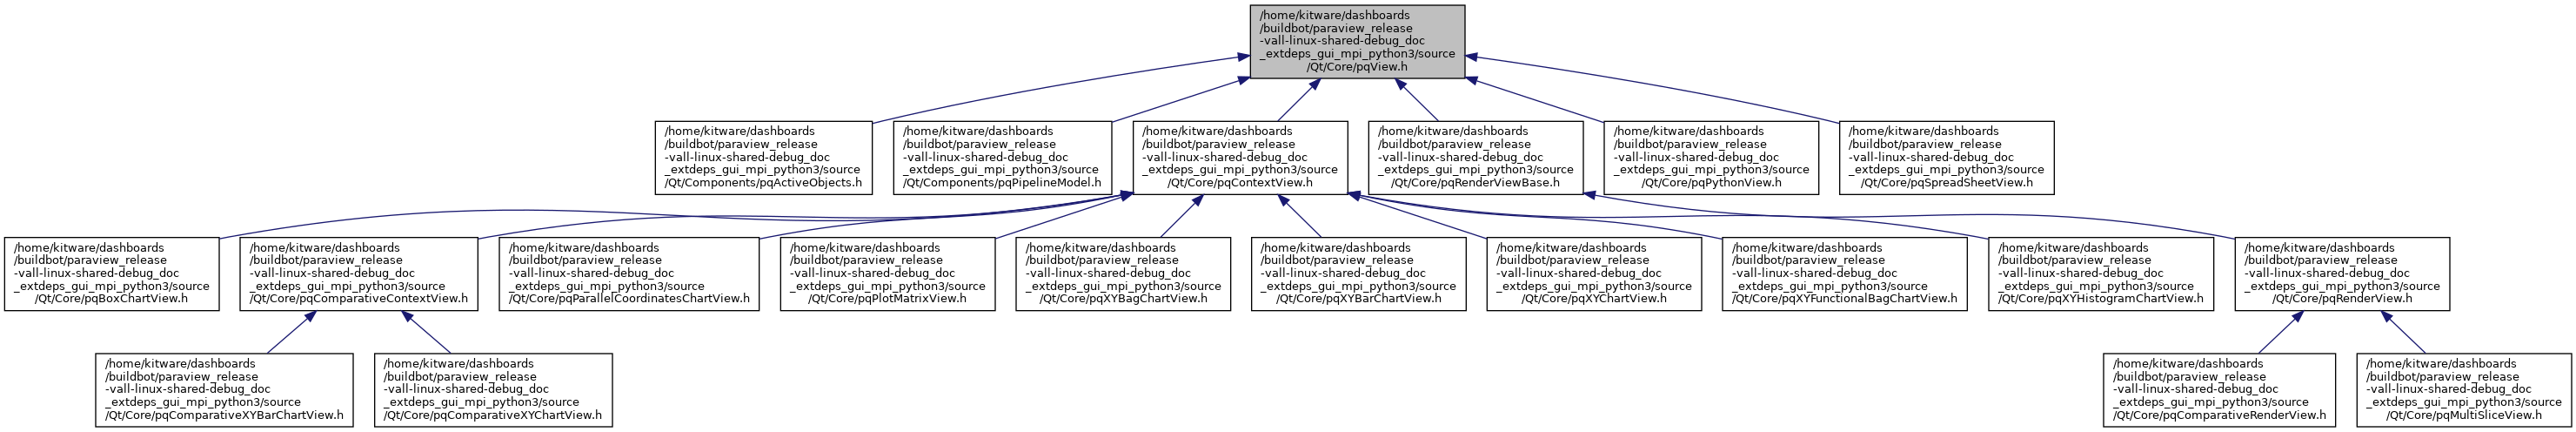 /home/kitware/dashboards
/buildbot/paraview_release
-vall-linux-shared-debug_doc
_extdeps_gui_mpi_python3/source
/Qt/Core/pqView.h
/home/kitware/dashboards
/buildbot/paraview_release
-vall-linux-shared-debug_doc
_extdeps_gui_mpi_python3/source
/Qt/Components/pqActiveObjects.h
/home/kitware/dashboards
/buildbot/paraview_release
-vall-linux-shared-debug_doc
_extdeps_gui_mpi_python3/source
/Qt/Components/pqPipelineModel.h
/home/kitware/dashboards
/buildbot/paraview_release
-vall-linux-shared-debug_doc
_extdeps_gui_mpi_python3/source
/Qt/Core/pqContextView.h
/home/kitware/dashboards
/buildbot/paraview_release
-vall-linux-shared-debug_doc
_extdeps_gui_mpi_python3/source
/Qt/Core/pqRenderViewBase.h
/home/kitware/dashboards
/buildbot/paraview_release
-vall-linux-shared-debug_doc
_extdeps_gui_mpi_python3/source
/Qt/Core/pqPythonView.h
/home/kitware/dashboards
/buildbot/paraview_release
-vall-linux-shared-debug_doc
_extdeps_gui_mpi_python3/source
/Qt/Core/pqSpreadSheetView.h
/home/kitware/dashboards
/buildbot/paraview_release
-vall-linux-shared-debug_doc
_extdeps_gui_mpi_python3/source
/Qt/Core/pqBoxChartView.h
/home/kitware/dashboards
/buildbot/paraview_release
-vall-linux-shared-debug_doc
_extdeps_gui_mpi_python3/source
/Qt/Core/pqComparativeContextView.h
/home/kitware/dashboards
/buildbot/paraview_release
-vall-linux-shared-debug_doc
_extdeps_gui_mpi_python3/source
/Qt/Core/pqParallelCoordinatesChartView.h
/home/kitware/dashboards
/buildbot/paraview_release
-vall-linux-shared-debug_doc
_extdeps_gui_mpi_python3/source
/Qt/Core/pqPlotMatrixView.h
/home/kitware/dashboards
/buildbot/paraview_release
-vall-linux-shared-debug_doc
_extdeps_gui_mpi_python3/source
/Qt/Core/pqXYBagChartView.h
/home/kitware/dashboards
/buildbot/paraview_release
-vall-linux-shared-debug_doc
_extdeps_gui_mpi_python3/source
/Qt/Core/pqXYBarChartView.h
/home/kitware/dashboards
/buildbot/paraview_release
-vall-linux-shared-debug_doc
_extdeps_gui_mpi_python3/source
/Qt/Core/pqXYChartView.h
/home/kitware/dashboards
/buildbot/paraview_release
-vall-linux-shared-debug_doc
_extdeps_gui_mpi_python3/source
/Qt/Core/pqXYFunctionalBagChartView.h
/home/kitware/dashboards
/buildbot/paraview_release
-vall-linux-shared-debug_doc
_extdeps_gui_mpi_python3/source
/Qt/Core/pqXYHistogramChartView.h
/home/kitware/dashboards
/buildbot/paraview_release
-vall-linux-shared-debug_doc
_extdeps_gui_mpi_python3/source
/Qt/Core/pqRenderView.h
/home/kitware/dashboards
/buildbot/paraview_release
-vall-linux-shared-debug_doc
_extdeps_gui_mpi_python3/source
/Qt/Core/pqComparativeXYBarChartView.h
/home/kitware/dashboards
/buildbot/paraview_release
-vall-linux-shared-debug_doc
_extdeps_gui_mpi_python3/source
/Qt/Core/pqComparativeXYChartView.h
/home/kitware/dashboards
/buildbot/paraview_release
-vall-linux-shared-debug_doc
_extdeps_gui_mpi_python3/source
/Qt/Core/pqComparativeRenderView.h
/home/kitware/dashboards
/buildbot/paraview_release
-vall-linux-shared-debug_doc
_extdeps_gui_mpi_python3/source
/Qt/Core/pqMultiSliceView.h